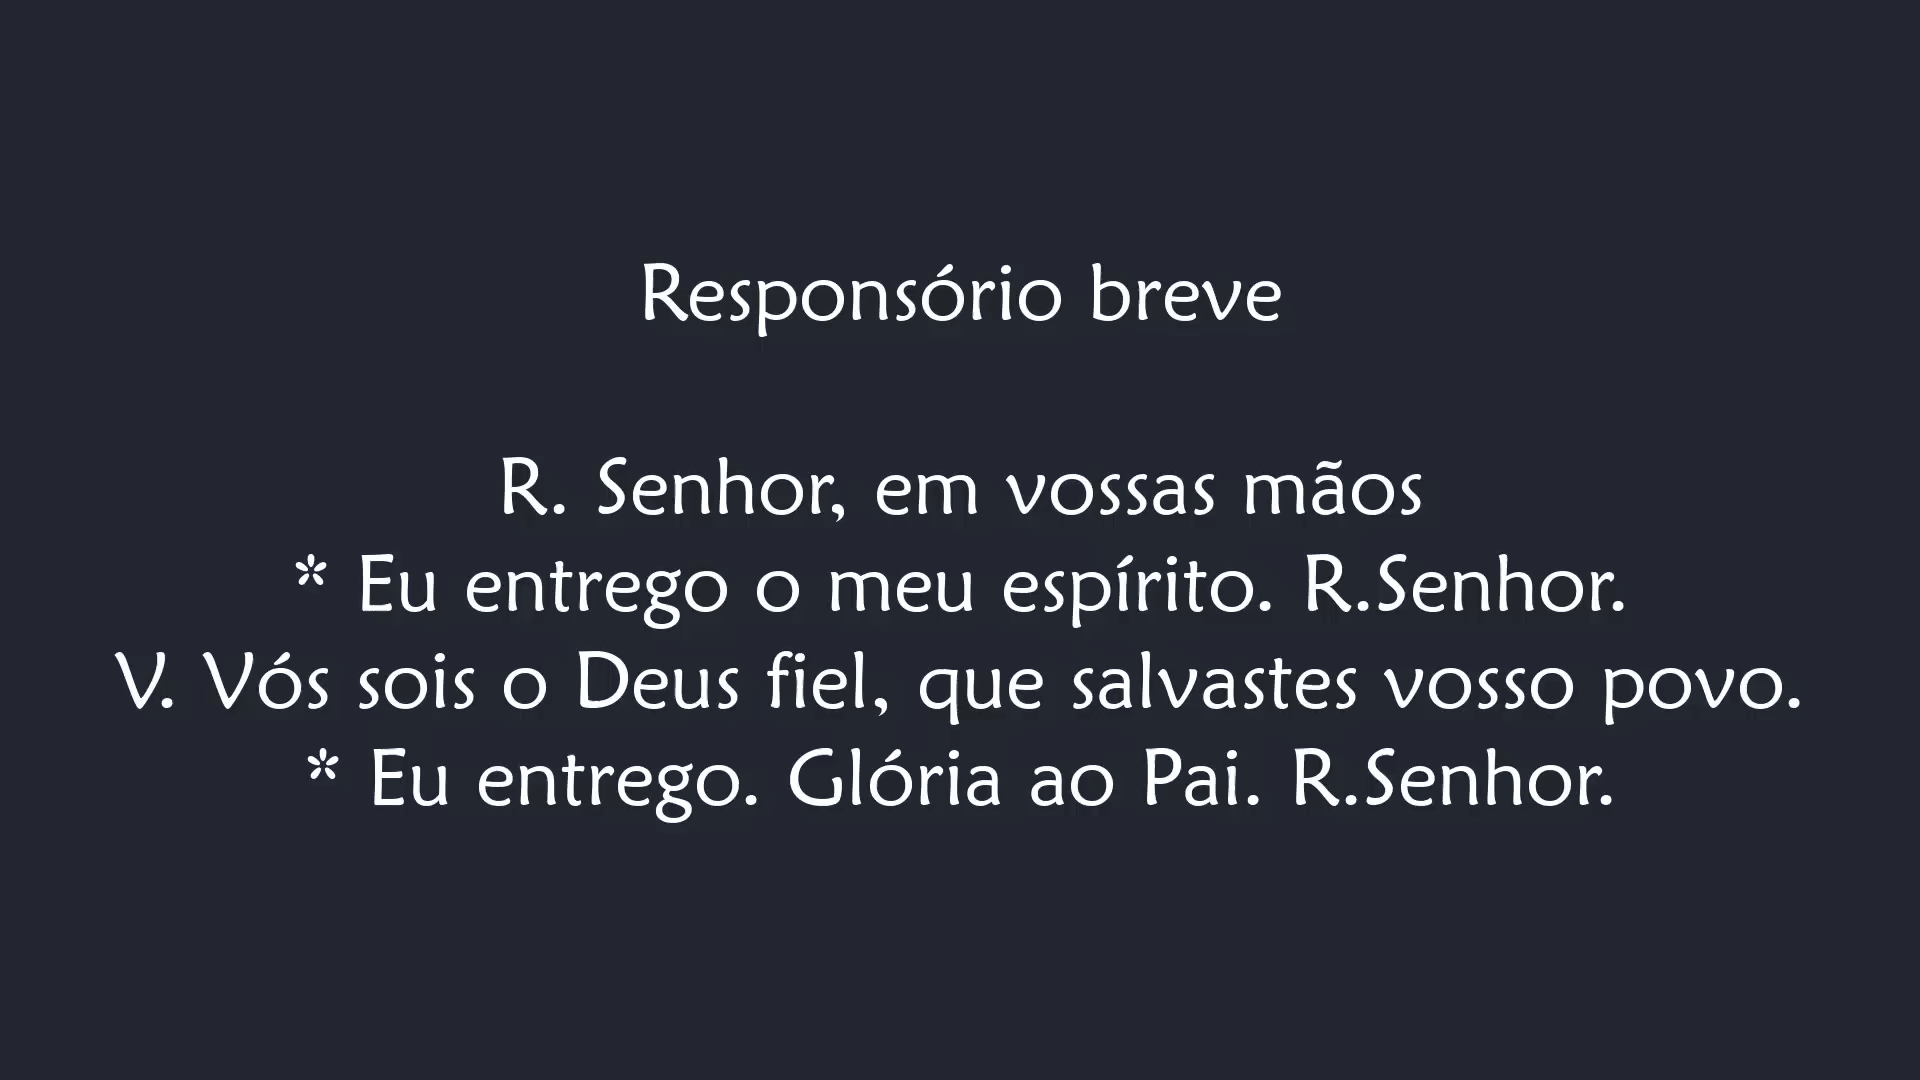 Responsório breve
R. Senhor, em vossas mãos
* Eu entrego o meu espírito. R.Senhor.
V. Vós sois o Deus fiel, que salvastes vosso povo.
* Eu entrego. Glória ao Pai. R.Senhor.